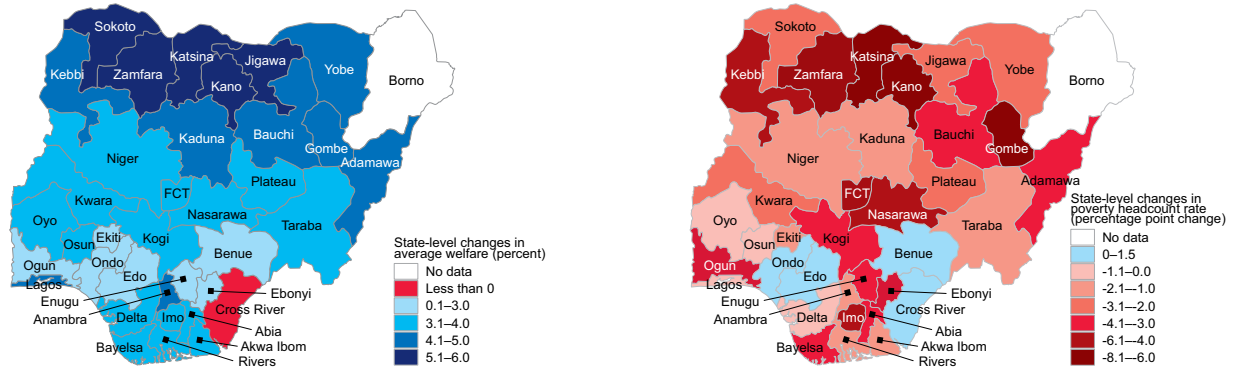 Sokoto
Katsina
Jigawa
Kebbi
Zamfara
Kano
Yobe
Borno
Kaduna
Bauchi
Gombe
Adamawa
Niger
FCT
Plateau
Kwara
Nasarawa
Oyo
Taraba
Osun
Ekiti
Kogi
Benue
Ogun
Ondo
Edo
Lagos
Enugu
Ebonyi
Anambra
Cross River
Delta
Imo
Abia
Bayelsa
Akwa Ibom
Rivers
State-level changes in
average welfare (percent)
No data
Less than 0
0.1–3.0
3.1–4.0
4.1–5.0
5.1–6.0
Sokoto
Katsina
Jigawa
Kebbi
Zamfara
Kano
Yobe
Borno
Kaduna
Bauchi
Gombe
Niger
FCT
Plateau
Adamawa
Kwara
Nasarawa
Oyo
Taraba
Osun
Ekiti
Kogi
Benue
Ogun
Ondo
Edo
Lagos
Enugu
Ebonyi
Anambra
Cross River
Delta
Imo
Abia
Bayelsa
Akwa Ibom
Rivers
State-level changes in
poverty headcount rate
(percentage point change)
No data
0–1.5
-1.1–0.0
-2.1–-1.0
-3.1–-2.0
-4.1–-3.0
-6.1–-4.0
-8.1–-6.0